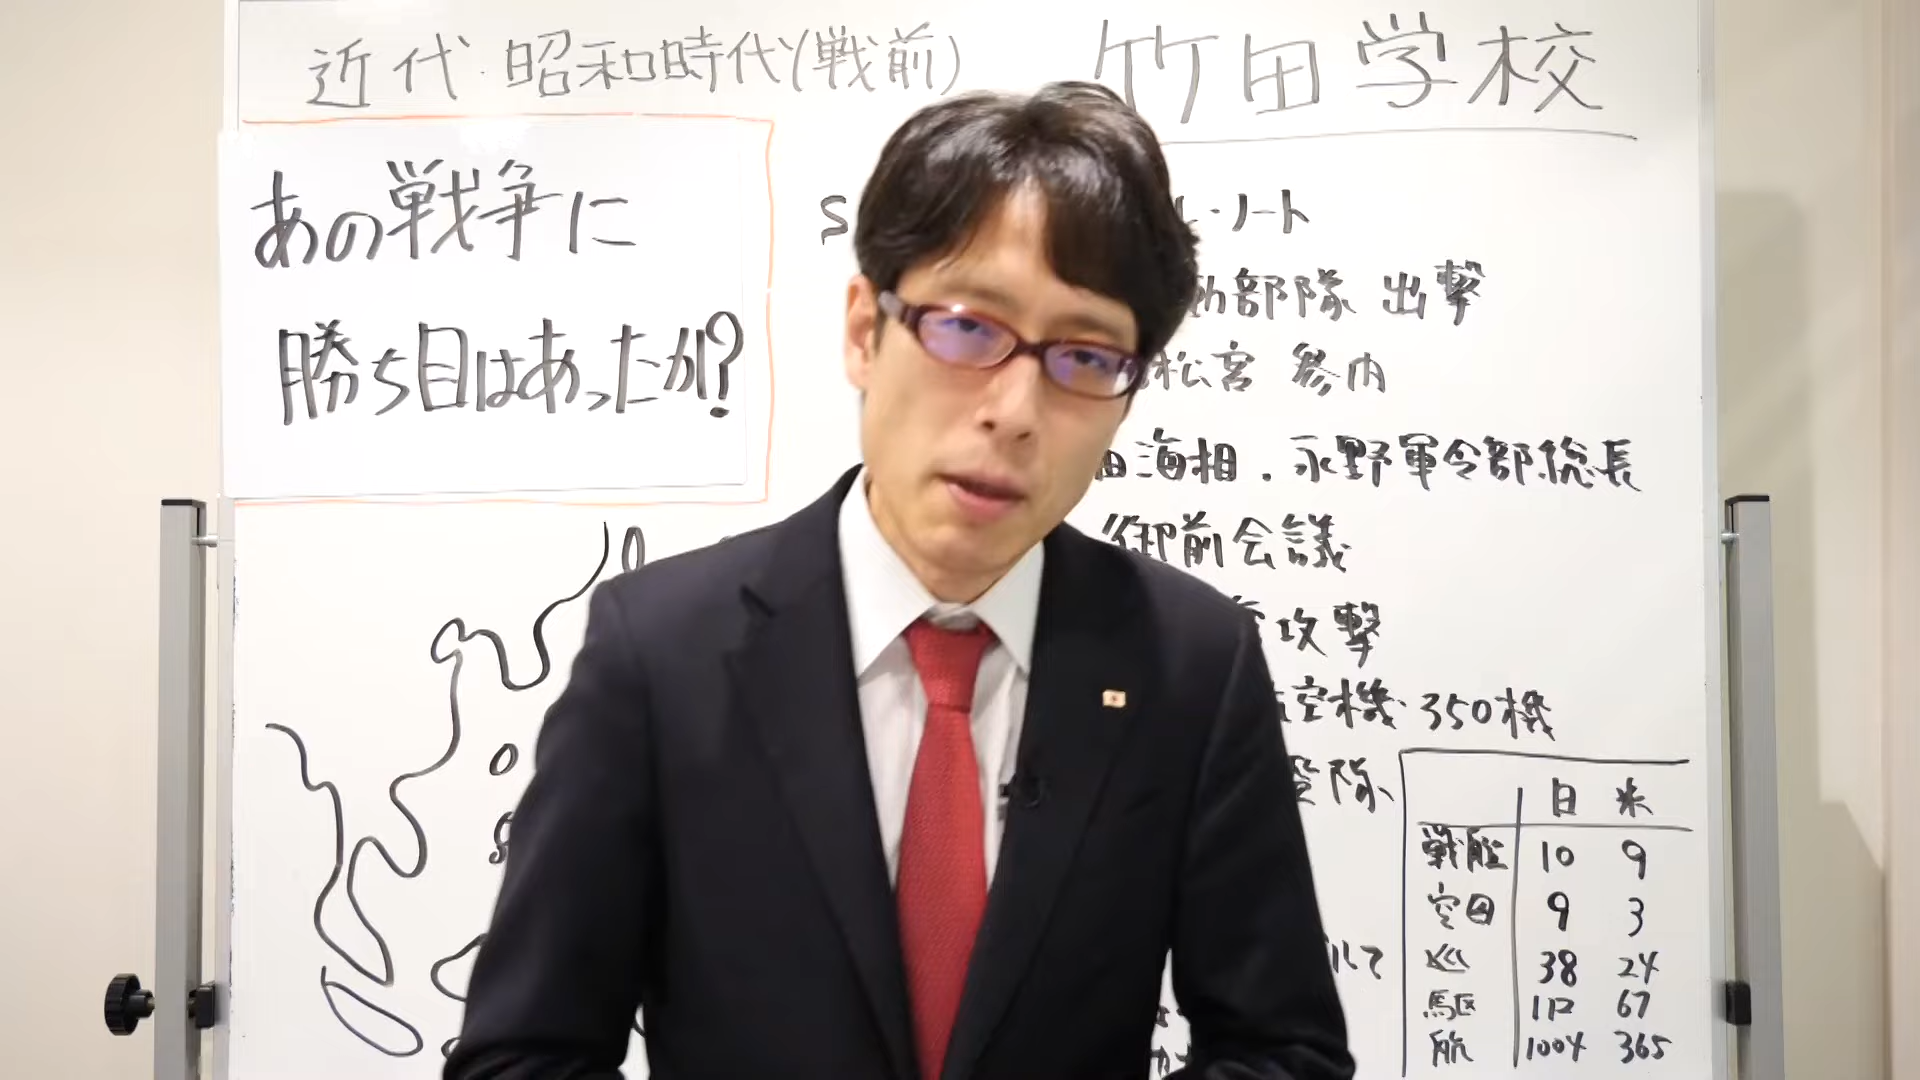 近代・昭和時代(戦前)
竹田学校
あの戦争に
勝ち目はあったか?
S
ル・ノート
動部隊 出撃
松宮 参内
田海相.永野軍令部総長
御前会議
攻撃
空機 350機
隊
日 米
戦艦 10 9
空母 9 3
巡 38 24
駆 112 67
航 1004 365
して